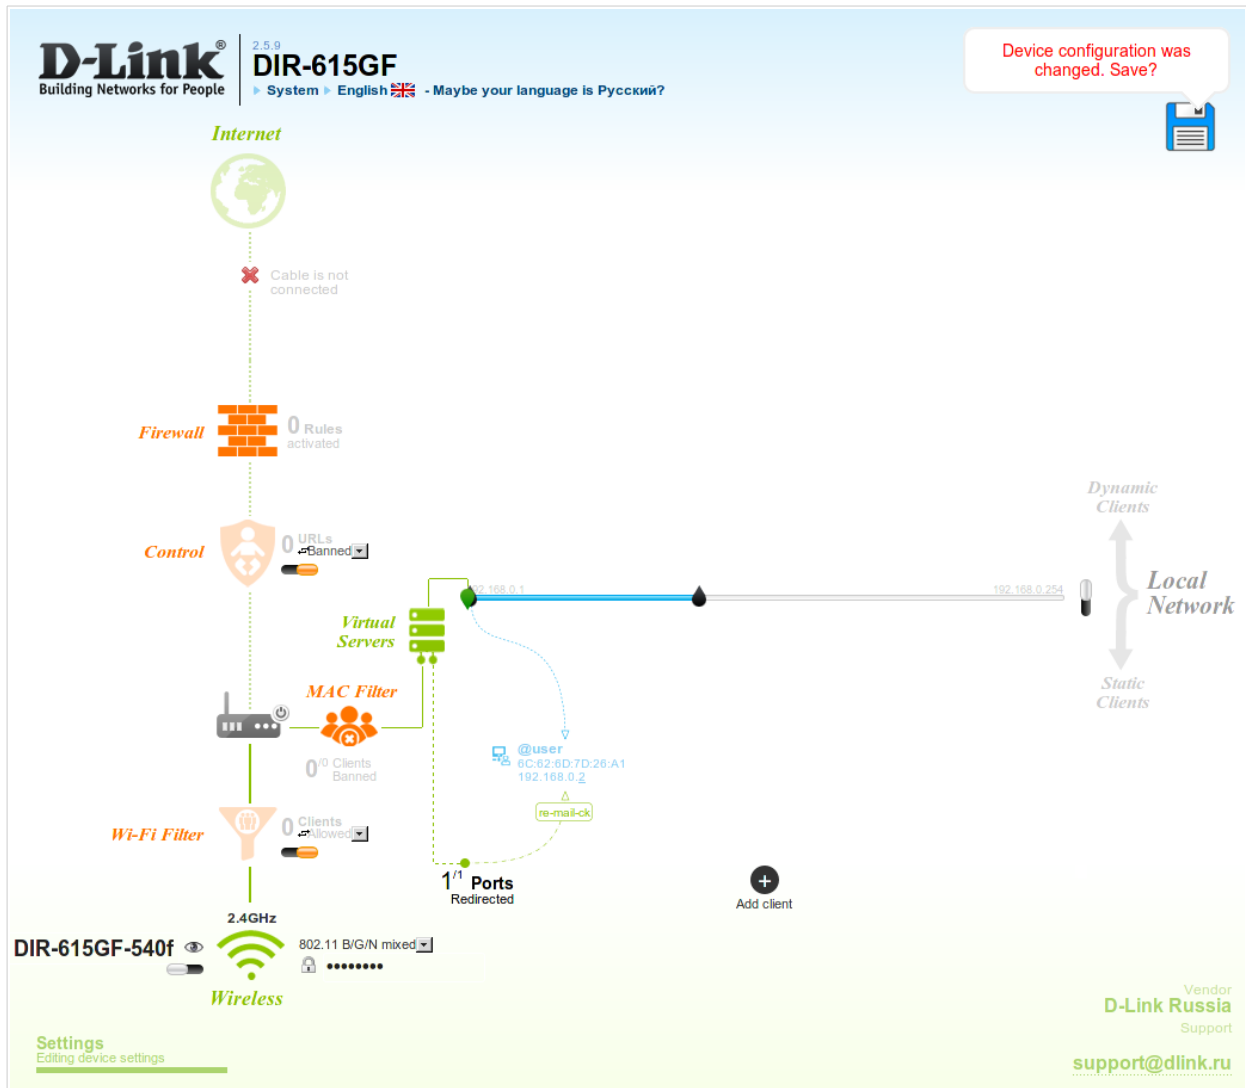 D-Link®
Building Networks for People
2.5.9
DIR-615GF
System English - Maybe your language is Русский?
Device configuration was
changed. Save?
Internet
Cable is not
connected
Firewall
0 Rules
activated
Control
0 URLs
Banned
Dynamic
Clients
192.168.0.1
192.168.0.254
Local
Network
Virtual
Servers
Static
Clients
MAC Filter
0/0 Clients
Banned
@user
6C:62:6D:7D:26:A1
192.168.0.2
re-mail-ck
Wi-Fi Filter
0 Clients
Allowed
1/1 Ports
Redirected
Add client
2.4GHz
DIR-615GF-540f
802.11 B/G/N mixed
••••••••
Wireless
Vendor
D-Link Russia
Support
support@dlink.ru
Settings
Editing device settings